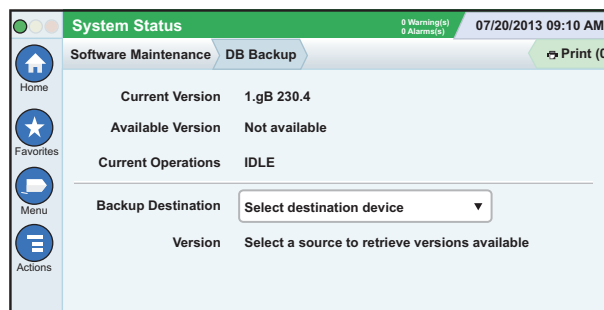 System Status
0 Warning(s)
0 Alarms(s)
07/20/2013 09:10 AM
Software Maintenance DB Backup
Print (0
Home
Favorites
Menu
Actions
Current Version 1.gB 230.4
Available Version Not available
Current Operations IDLE
Backup Destination Select destination device
Version Select a source to retrieve versions available